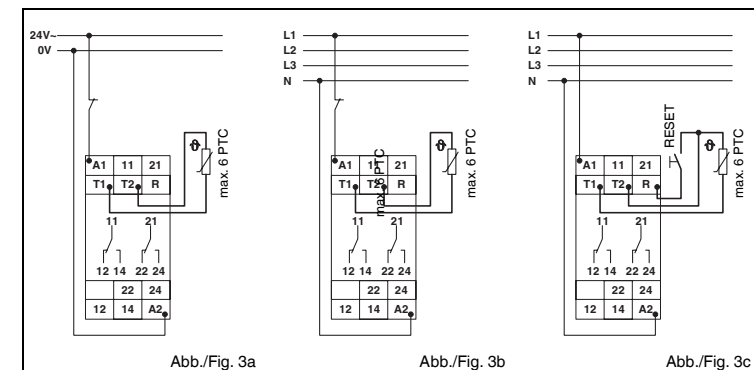 24V~
0V
A1 11 21
T1 T2 R
ϑ
max. 6 PTC
11 21
12 14 22 24
22 24
12 14 A2
Abb./Fig. 3a
L1
L2
L3
N
A1 11 21
T1 T2 R
max. 6 PTC
ϑ
max. 6 PTC
11 21
12 14 22 24
22 24
12 14 A2
Abb./Fig. 3b
L1
L2
L3
N
RESET
A1 11 21
T1 T2 R
ϑ
max. 6 PTC
11 21
12 14 22 24
22 24
12 14 A2
Abb./Fig. 3c